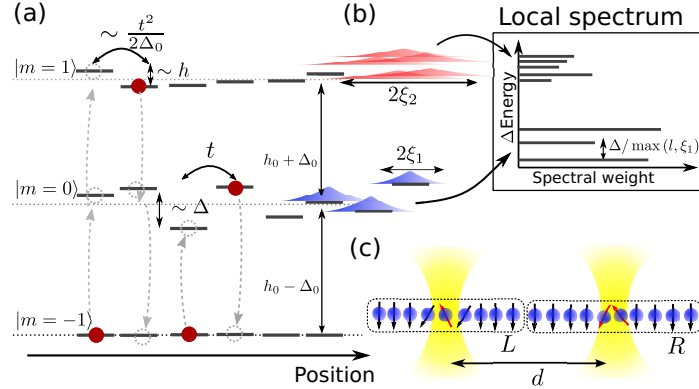 (a)
∼ t²/2Δ₀
|m = 1⟩
∼ h
h₀ + Δ₀
t
|m = 0⟩
∼ Δ
h₀ − Δ₀
|m = −1⟩
Position
(b)
2ξ₂
2ξ₁
Local spectrum
ΔEnergy
Δ/ max (l, ξ₁)
Spectral weight
(c)
L
R
d